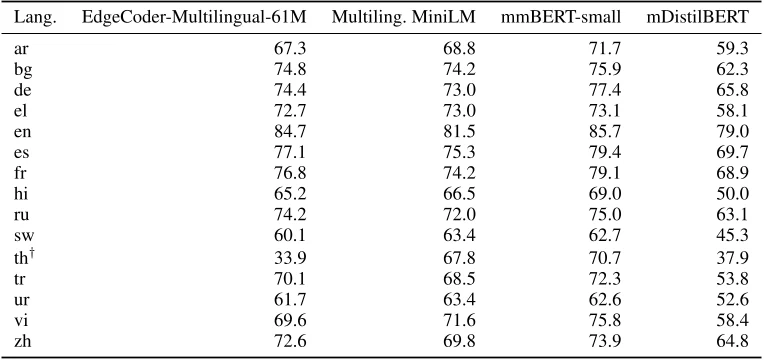 Lang. EdgeCoder-Multilingual-61M Multiling. MiniLM mmBERT-small mDistilBERT
ar 67.3 68.8 71.7 59.3
bg 74.8 74.2 75.9 62.3
de 74.4 73.0 77.4 65.8
el 72.7 73.0 73.1 58.1
en 84.7 81.5 85.7 79.0
es 77.1 75.3 79.4 69.7
fr 76.8 74.2 79.1 68.9
hi 65.2 66.5 69.0 50.0
ru 74.2 72.0 75.0 63.1
sw 60.1 63.4 62.7 45.3
th† 33.9 67.8 70.7 37.9
tr 70.1 68.5 72.3 53.8
ur 61.7 63.4 62.6 52.6
vi 69.6 71.6 75.8 58.4
zh 72.6 69.8 73.9 64.8